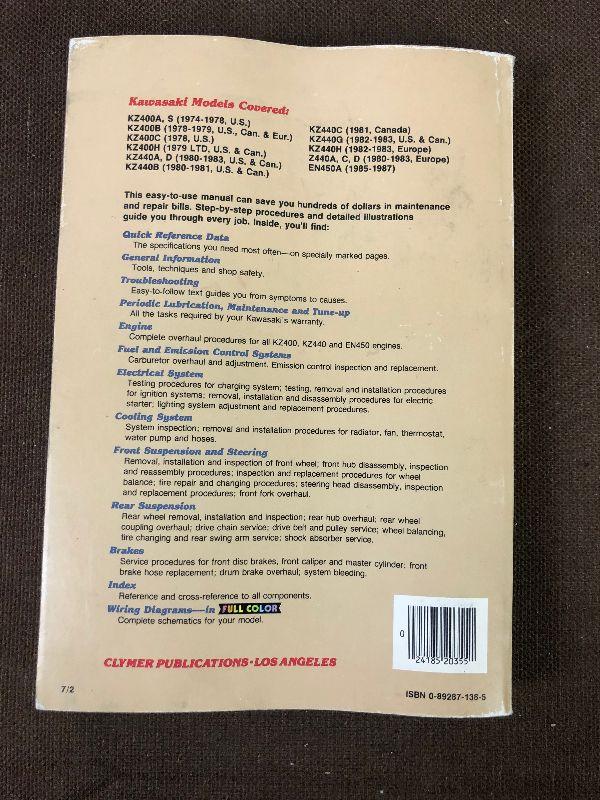 Kawasaki Models Covered:
KZ400A, S (1974-1978, U.S.)
KZ400B (1978-1979, U.S., Can. & Eur.)
KZ400C (1978, U.S.)
KZ400H (1979 LTD, U.S. & Can.)
KZ440A, D (1980-1983, U.S. & Can.)
KZ440B (1980-1981, U.S. & Can.)
KZ440C (1981, Canada)
KZ440G (1982-1983, U.S. & Can.)
KZ440H (1982-1983, Europe)
Z440A, C, D (1980-1983, Europe)
EN450A (1985-1987)
This easy-to-use manual can save you hundreds of dollars in maintenance
and repair bills. Step-by-step procedures and detailed illustrations
guide you through every job. Inside, you'll find:
Quick Reference Data
The specifications you need most often—on specially marked pages.
General Information
Tools, techniques and shop safety.
Troubleshooting
Easy-to-follow text guides you from symptoms to causes.
Periodic Lubrication, Maintenance and Tune-up
All the tasks required by your Kawasaki's warranty.
Engine
Complete overhaul procedures for all KZ400, KZ440 and EN450 engines.
Fuel and Emission Control Systems
Carburetor overhaul and adjustment. Emission control inspection and replacement.
Electrical System
Testing procedures for charging system; testing, removal and installation procedures
for ignition systems; removal, installation and disassembly procedures for electric
starter; lighting system adjustment and replacement procedures.
Cooling System
System inspection; removal and installation procedures for radiator, fan, thermostat,
water pump and hoses.
Front Suspension and Steering
Removal, installation and inspection of front wheel; front hub disassembly, inspection
and reassembly procedures; inspection and replacement procedures for wheel
balance; tire repair and changing procedures; steering head disassembly, inspection
and replacement procedures; front fork overhaul.
Rear Suspension
Rear wheel removal, installation and inspection; rear hub overhaul; rear wheel
coupling overhaul; drive chain service; drive belt and pulley service; wheel balancing,
tire changing and rear swing arm service; shock absorber service.
Brakes
Service procedures for front disc brakes, front caliper and master cylinder; front
brake hose replacement; drum brake overhaul; system bleeding.
Index
Reference and cross-reference to all components.
Wiring Diagrams—in FULL COLOR
Complete schematics for your model.
CLYMER PUBLICATIONS • LOS ANGELES
0
24185 20355
7/2
ISBN 0-89287-136-5